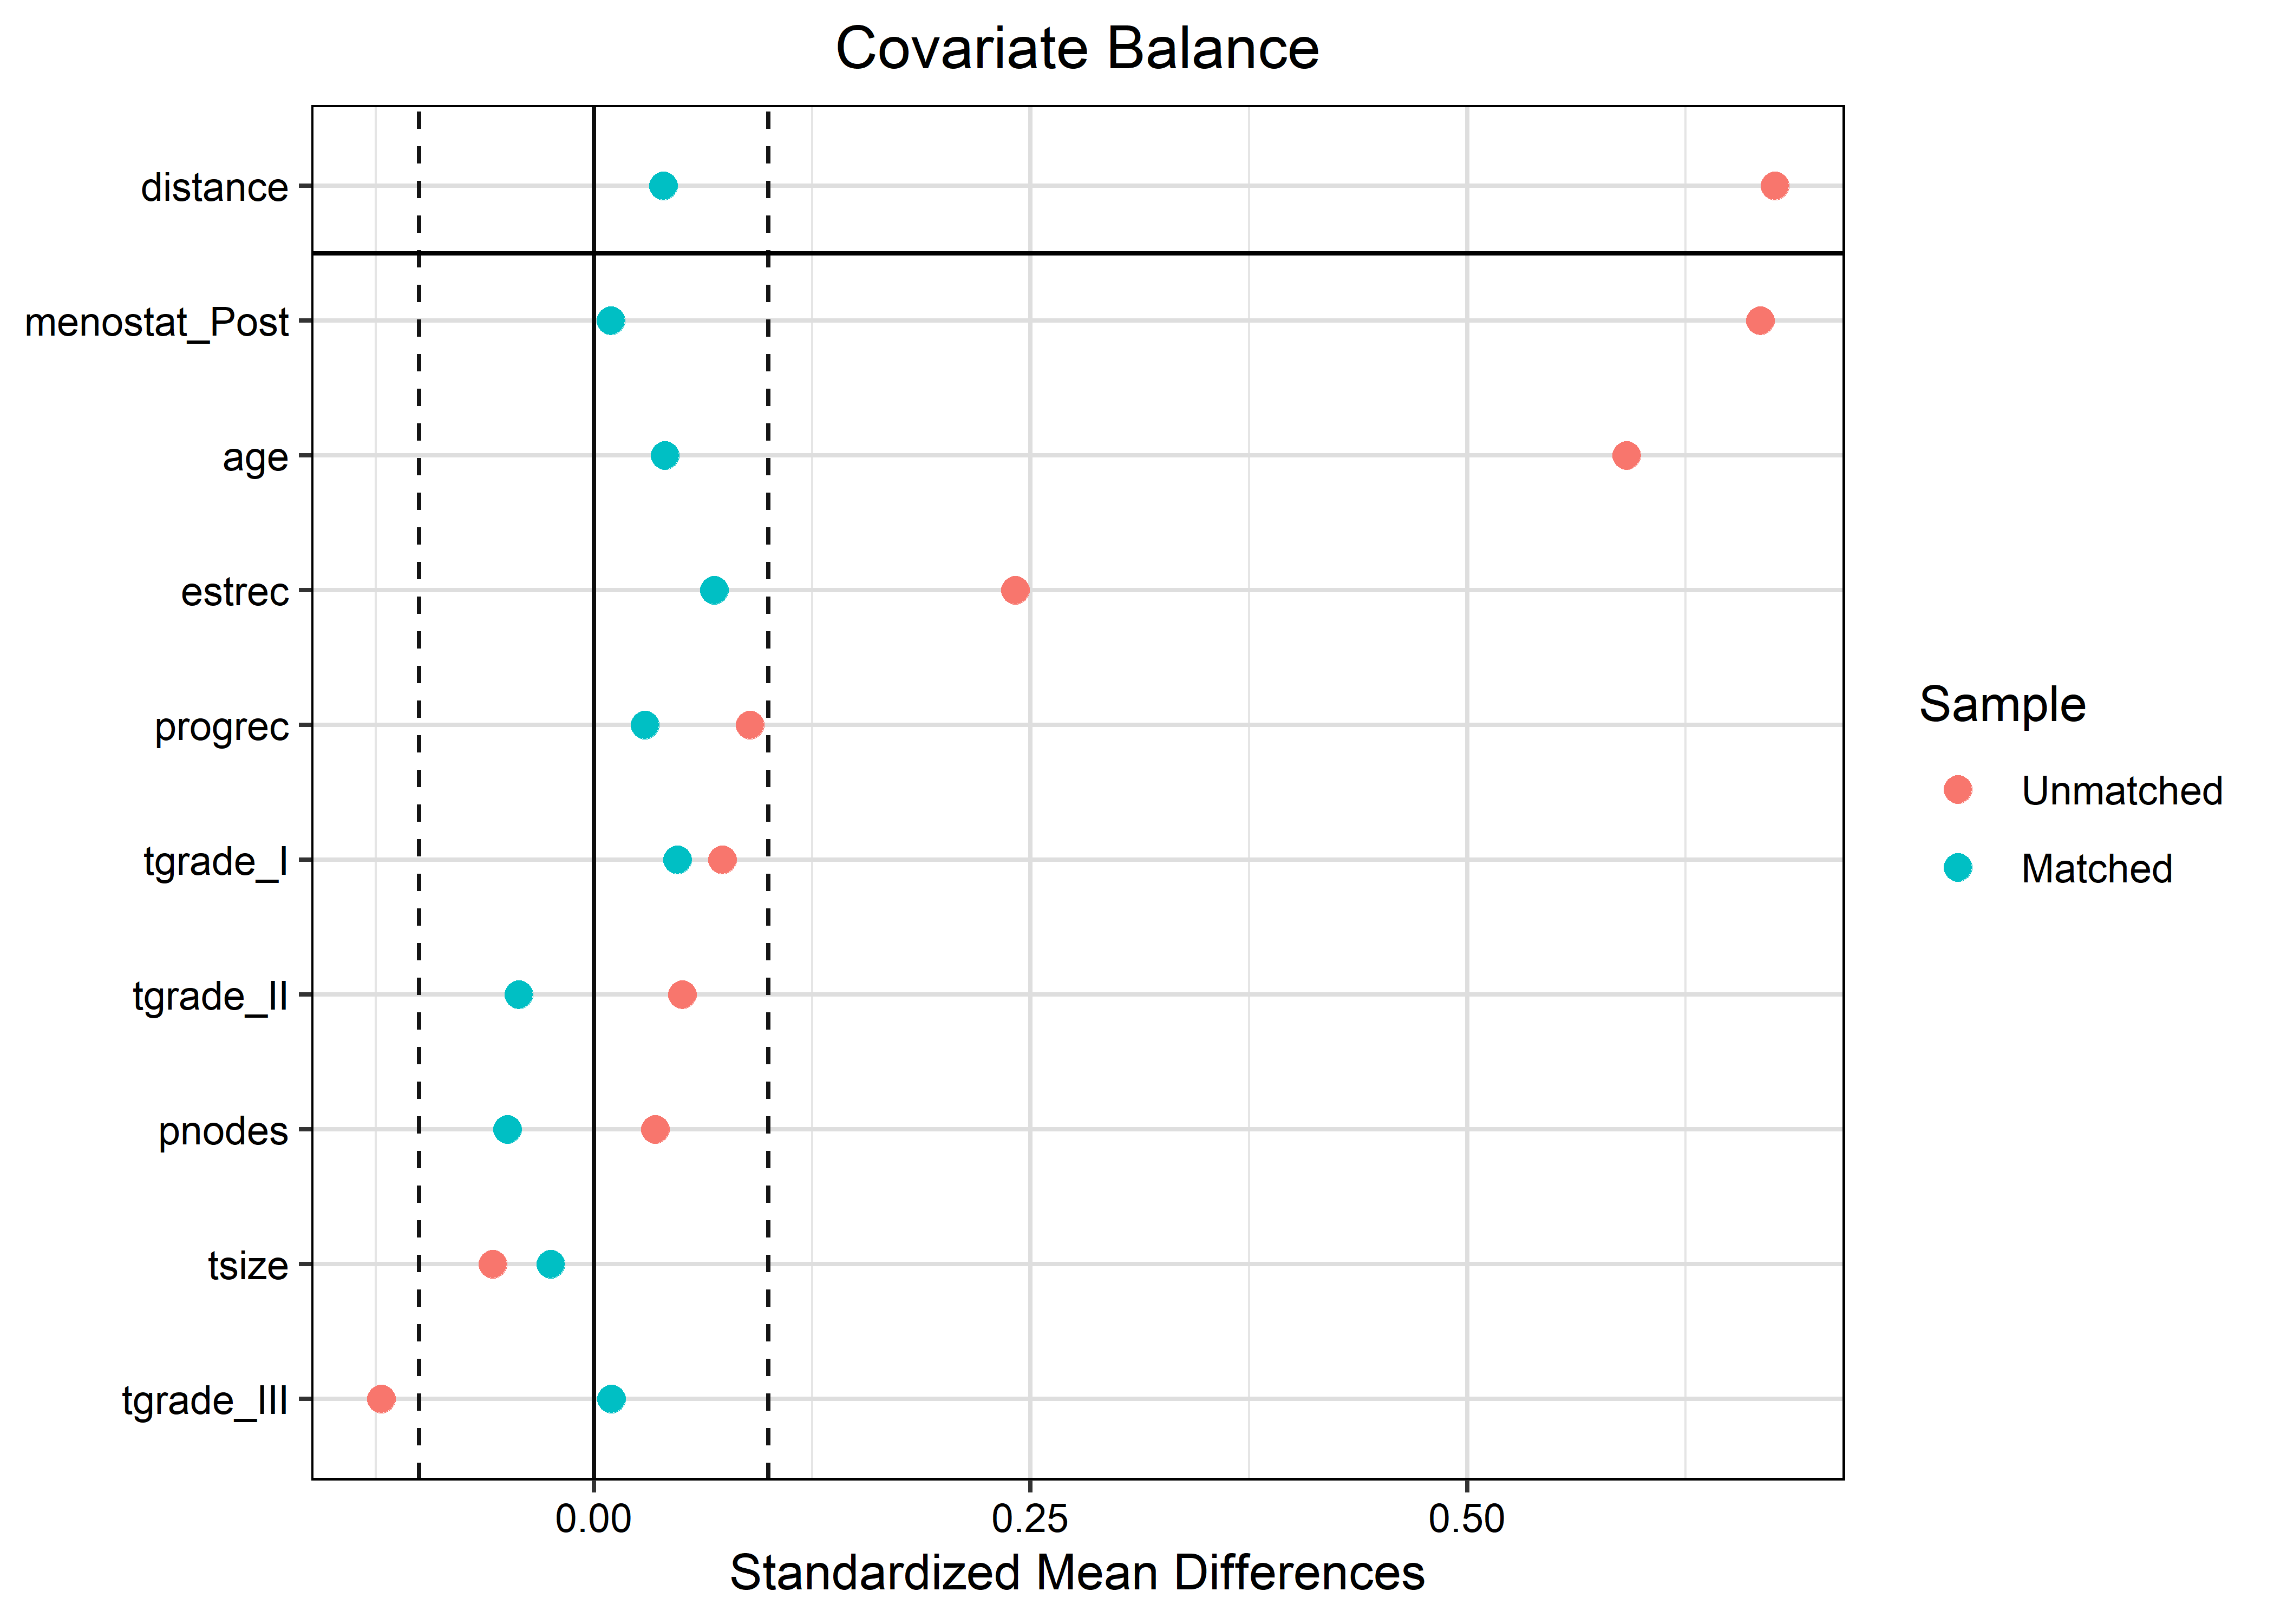 Covariate Balance
distance
menostat_Post
age
estrec
progrec
tgrade_I
tgrade_II
pnodes
tsize
tgrade_III
0.00
0.25
0.50
Standardized Mean Differences
Sample
Unmatched
Matched